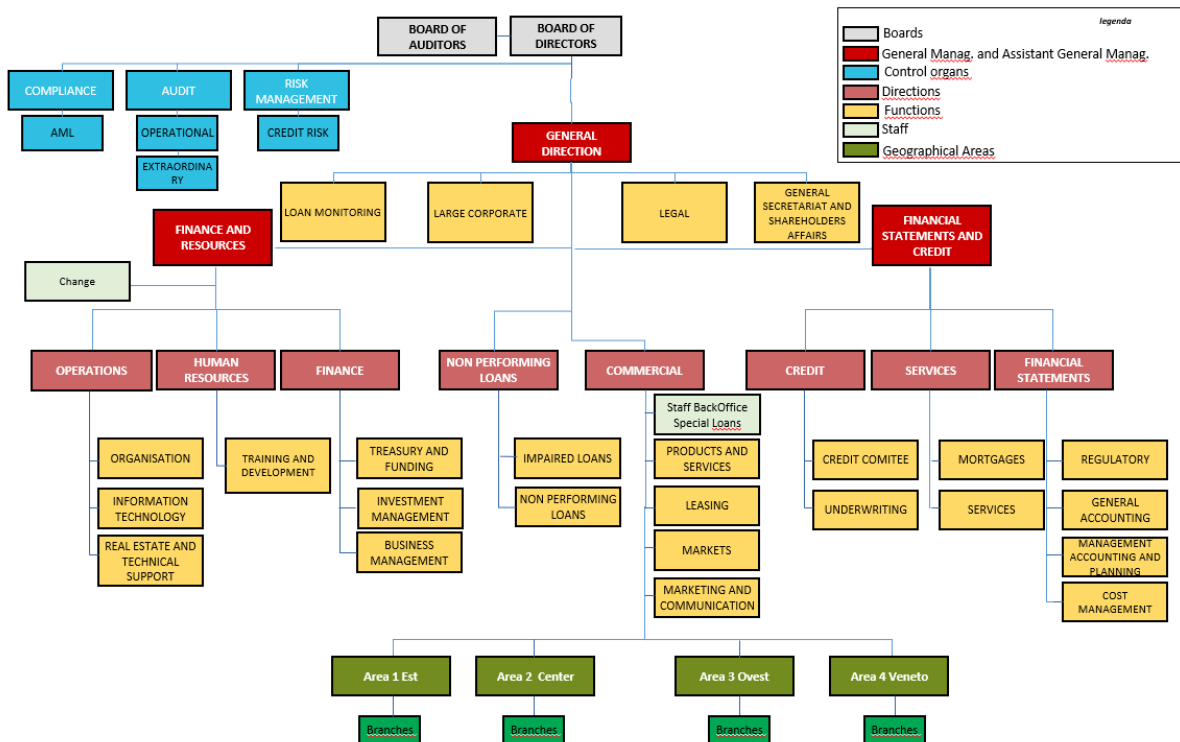 legenda
Boards
General Manag. and Assistant General Manag.
Control organs
Directions
Functions
Staff
Geographical Areas
BOARD OF
AUDITORS
BOARD OF
DIRECTORS
COMPLIANCE
AUDIT
RISK
MANAGEMENT
AML
OPERATIONAL
CREDIT RISK
EXTRAORDINA
RY
GENERAL
DIRECTION
LOAN MONITORING
LARGE CORPORATE
LEGAL
GENERAL
SECRETARIAT AND
SHAREHOLDERS
AFFAIRS
FINANCE AND
RESOURCES
FINANCIAL
STATEMENTS AND
CREDIT
Change
OPERATIONS
HUMAN
RESOURCES
FINANCE
NON PERFORMING
LOANS
COMMERCIAL
CREDIT
SERVICES
FINANCIAL
STATEMENTS
Staff BackOffice
Special Loans
ORGANISATION
TRAINING AND
DEVELOPMENT
TREASURY AND
FUNDING
IMPAIRED LOANS
PRODUCTS AND
SERVICES
CREDIT COMITEE
MORTGAGES
REGULATORY
INFORMATION
TECHNOLOGY
INVESTMENT
MANAGEMENT
NON PERFORMING
LOANS
LEASING
UNDERWRITING
SERVICES
GENERAL
ACCOUNTING
REAL ESTATE AND
TECHNICAL
SUPPORT
BUSINESS
MANAGEMENT
MARKETS
MANAGEMENT
ACCOUNTING AND
PLANNING
MARKETING AND
COMMUNICATION
COST
MANAGEMENT
Area 1 Est
Area 2 Center
Area 3 Ovest
Area 4 Veneto
Branches
Branches
Branches
Branches